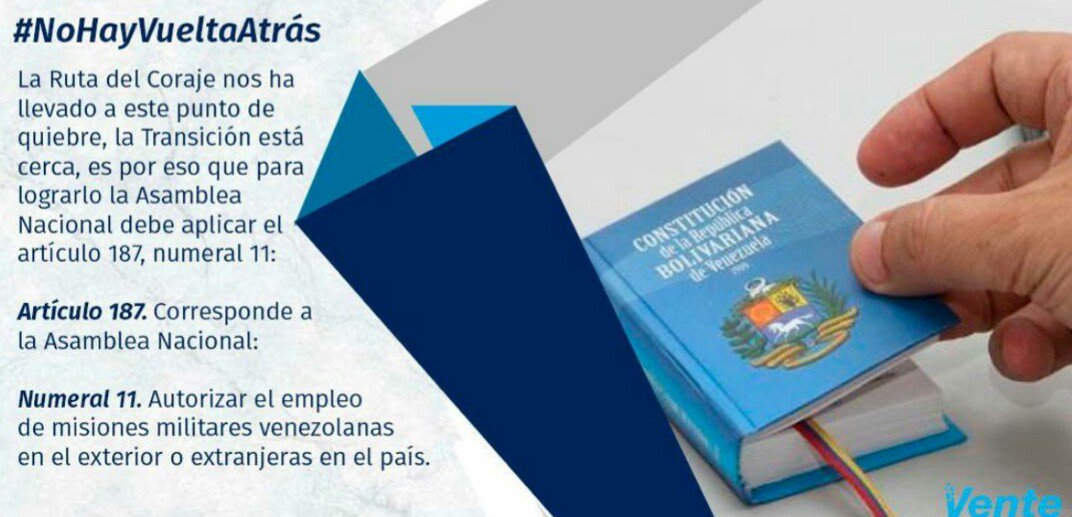 #NoHayVueltaAtrás
La Ruta del Coraje nos ha
llevado a este punto de
quiebre, la Transición está
cerca, es por eso que para
lograrlo la Asamblea
Nacional debe aplicar el
artículo 187, numeral 11:
Artículo 187. Corresponde a
la Asamblea Nacional:
Numeral 11. Autorizar el empleo
de misiones militares venezolanas
en el exterior o extranjeras en el país.
CONSTITUCIÓN
de la República
BOLIVARIANA
de Venezuela
1999
Vente